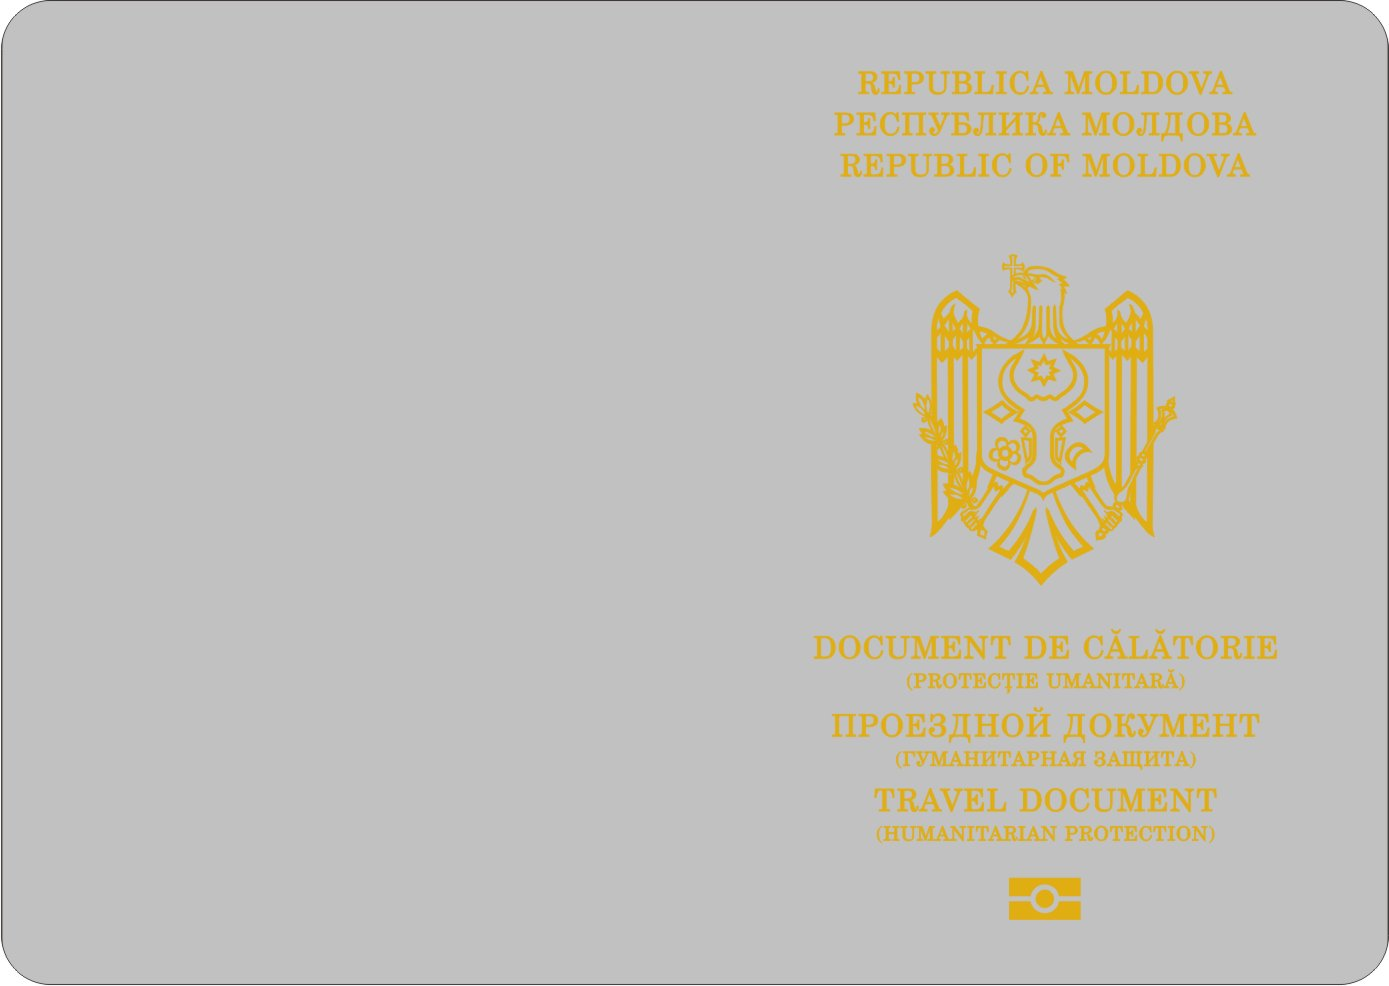 REPUBLICA MOLDOVA
РЕСПУБЛИКА МОЛДОВА
REPUBLIC OF MOLDOVA
DOCUMENT DE CĂLĂTORIE
(PROTECȚIE UMANITARĂ)
ПРОЕЗДНОЙ ДОКУМЕНТ
(ГУМАНИТАРНАЯ ЗАЩИТА)
TRAVEL DOCUMENT
(HUMANITARIAN PROTECTION)